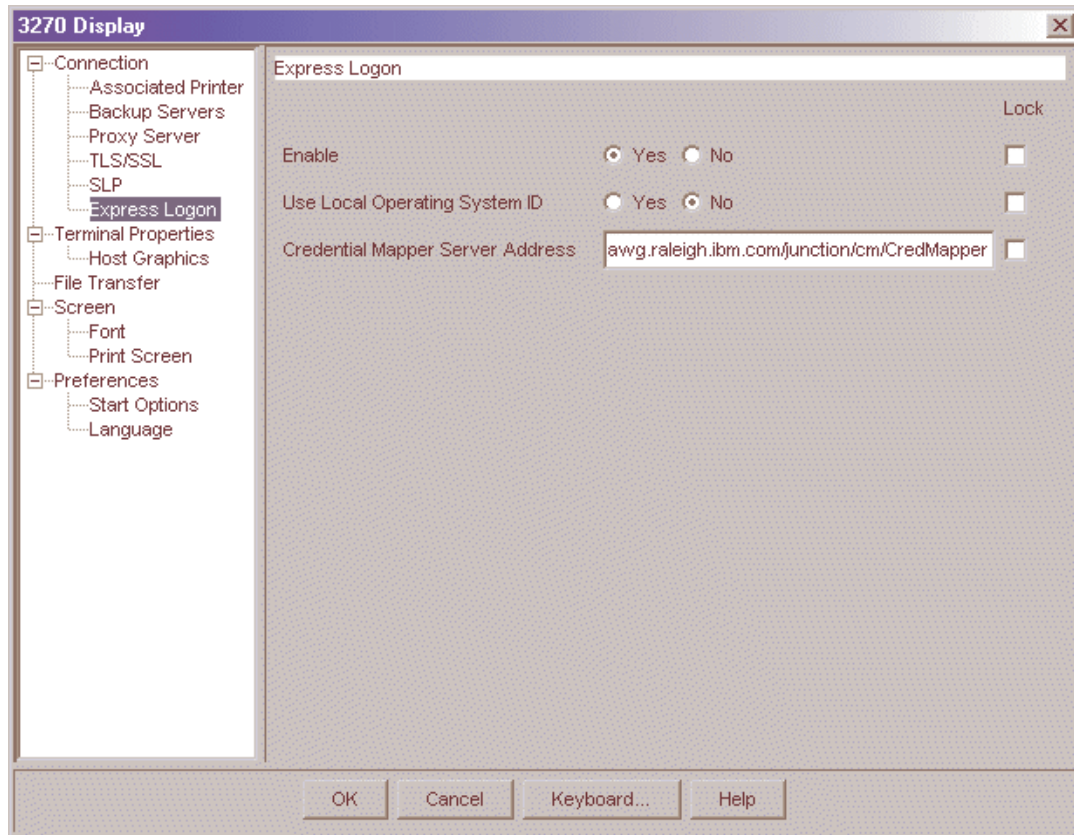 3270 Display
Connection
Associated Printer
Backup Servers
Proxy Server
TLS/SSL
SLP
Express Logon
Terminal Properties
Host Graphics
File Transfer
Screen
Font
Print Screen
Preferences
Start Options
Language
Express Logon
Lock
Enable Yes No
Use Local Operating System ID Yes No
Credential Mapper Server Address awg.raleigh.ibm.com/junction/cm/CredMapper
OK Cancel Keyboard... Help